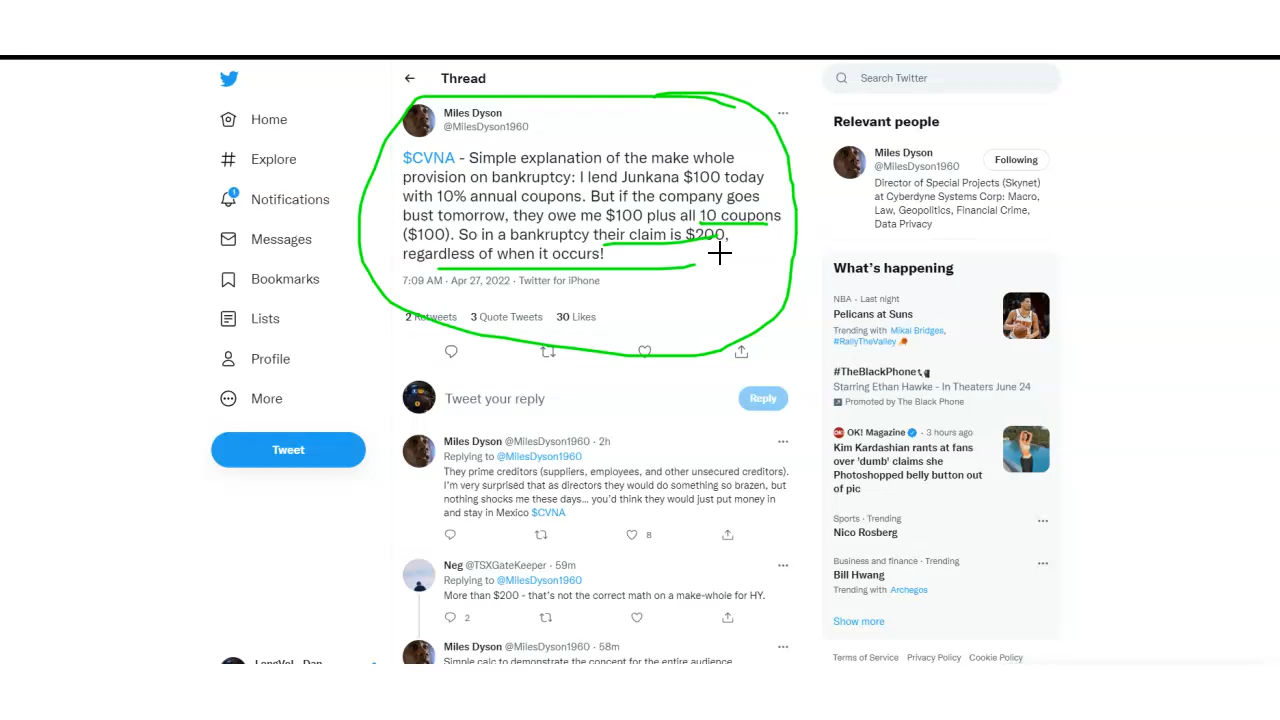 Home
Explore
1
Notifications
Messages
Bookmarks
Lists
Profile
More
Tweet
Thread
Miles Dyson
@MilesDyson1960
$CVNA - Simple explanation of the make whole
provision on bankruptcy: I lend Junkana $100 today
with 10% annual coupons. But if the company goes
bust tomorrow, they owe me $100 plus all 10 coupons
($100). So in a bankruptcy their claim is $200,
regardless of when it occurs!
7:09 AM · Apr 27, 2022 · Twitter for iPhone
2 Retweets 3 Quote Tweets 30 Likes
Tweet your reply
Reply
Miles Dyson @MilesDyson1960 · 2h
Replying to @MilesDyson1960
They prime creditors (suppliers, employees, and other unsecured creditors).
I'm very surprised that as directors they would do something so brazen, but
nothing shocks me these days... you'd think they would just put money in
and stay in Mexico $CVNA
8
Neg @TSXGateKeeper · 59m
Replying to @MilesDyson1960
More than $200 - that's not the correct math on a make-whole for HY.
2
Miles Dyson @MilesDyson1960 · 58m
Simple calc to demonstrate the concept for the entire audience
Search Twitter
Relevant people
Miles Dyson
@MilesDyson1960
Following
Director of Special Projects (Skynet)
at Cyberdyne Systems Corp: Macro,
Law, Geopolitics, Financial Crime,
Data Privacy
What's happening
NBA · Last night
Pelicans at Suns
Trending with Mikal Bridges,
#RallyTheValley
#TheBlackPhone
Starring Ethan Hawke - In Theaters June 24
Promoted by The Black Phone
OK! Magazine · 3 hours ago
Kim Kardashian rants at fans
over 'dumb' claims she
Photoshopped belly button out
of pic
Sports · Trending
Nico Rosberg
Business and finance · Trending
Bill Hwang
Trending with Archegos
Show more
Terms of Service Privacy Policy Cookie Policy